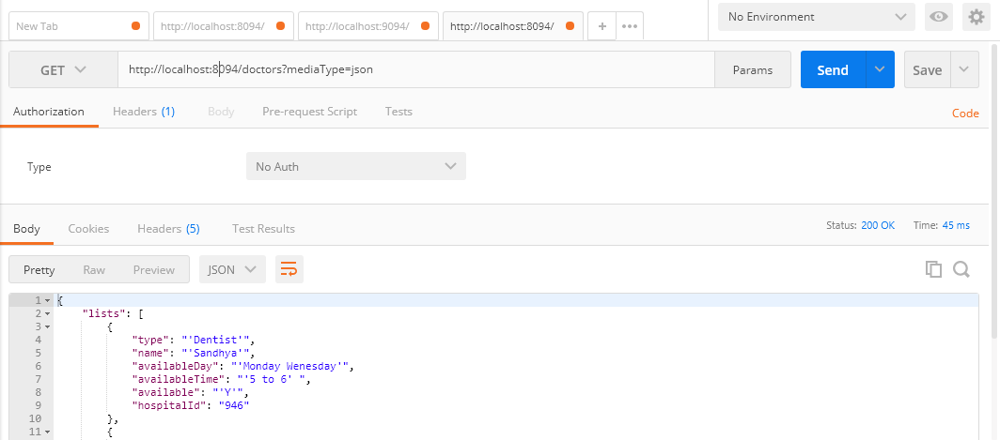 New Tab http://localhost:8094/ http://localhost:9094/ http://localhost:8094/ + ••• No Environment
GET http://localhost:8094/doctors?mediaType=json Params Send Save
Authorization Headers (1) Body Pre-request Script Tests Code
Type No Auth
Body Cookies Headers (5) Test Results Status: 200 OK Time: 45 ms
Pretty Raw Preview JSON
1 {
2 "lists": [
3 {
4 "type": "'Dentist'",
5 "name": "'Sandhya'",
6 "availableDay": "'Monday Wenesday'",
7 "availableTime": "'5 to 6' ",
8 "available": "'Y'",
9 "hospitalId": "946"
10 },
11 {